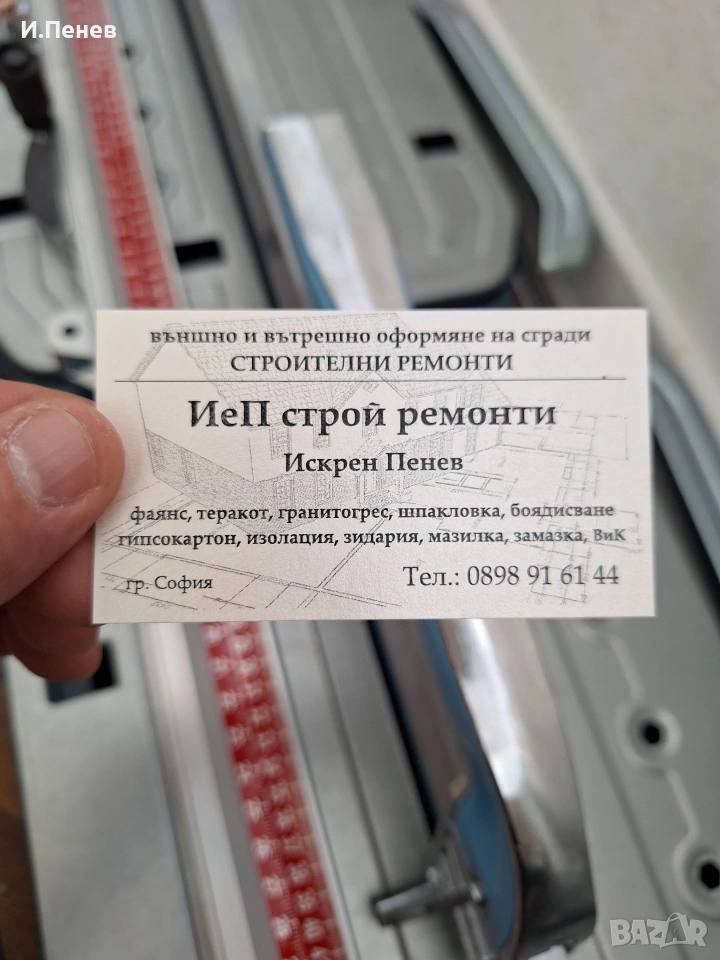 И.Пенев
външно и вътрешно оформяне на сгради
СТРОИТЕЛНИ РЕМОНТИ
ИеП строй ремонти
Искрен Пенев
фаянс, теракот, гранитогрес, шпакловка, боядисване
гипсокартон, изолация, зидария, мазилка, замазка, ВиК
гр. София
Тел.: 0898 91 61 44
BAZAR